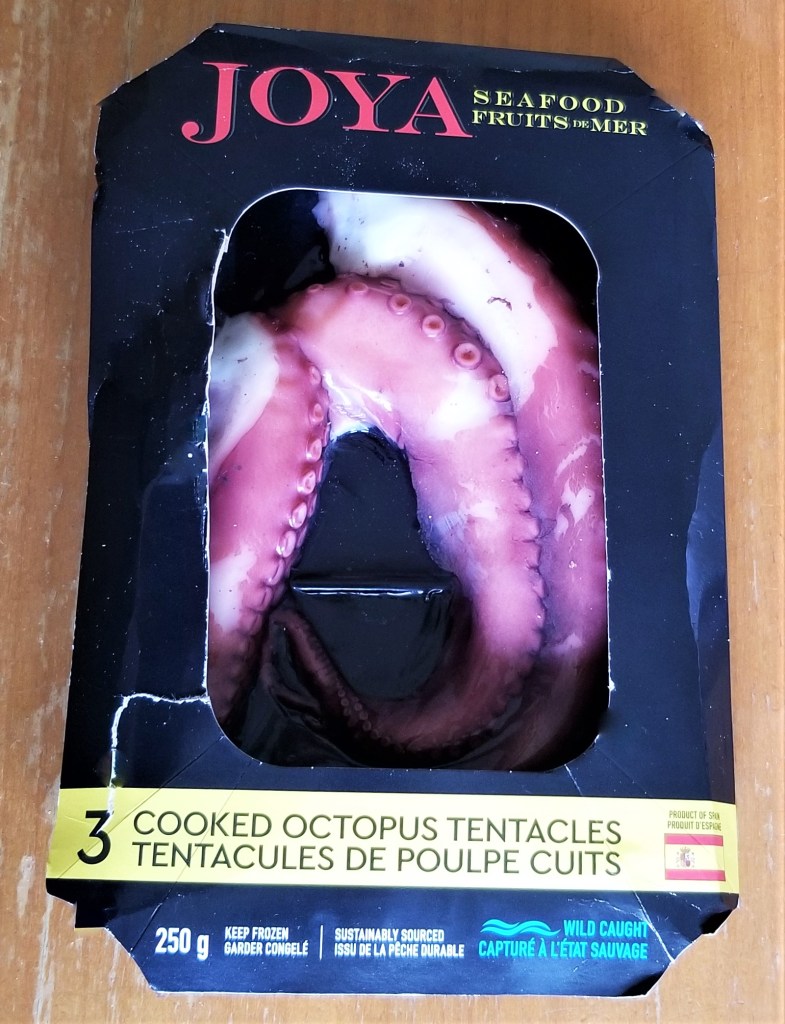 JOYA
SEAFOOD
FRUITS DE MER
3
COOKED OCTOPUS TENTACLES
TENTACULES DE POULPE CUITS
PRODUCT OF SPAIN
PRODUIT D'ESPAGNE
250 g
KEEP FROZEN
GARDER CONGELÉ
SUSTAINABLY SOURCED
ISSU DE LA PÊCHE DURABLE
WILD CAUGHT
CAPTURÉ À L'ÉTAT SAUVAGE